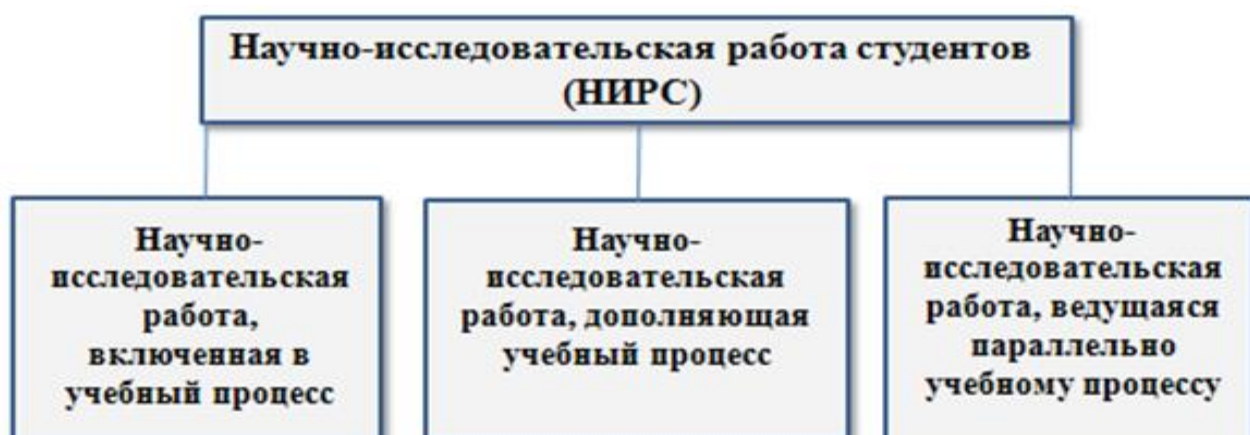 Научно-исследовательская работа студентов
(НИРС)
Научно-
исследовательская
работа,
включенная в
учебный процесс
Научно-
исследовательская
работа, дополняющая
учебный процесс
Научно-
исследовательская
работа, ведущаяся
параллельно
учебному процессу